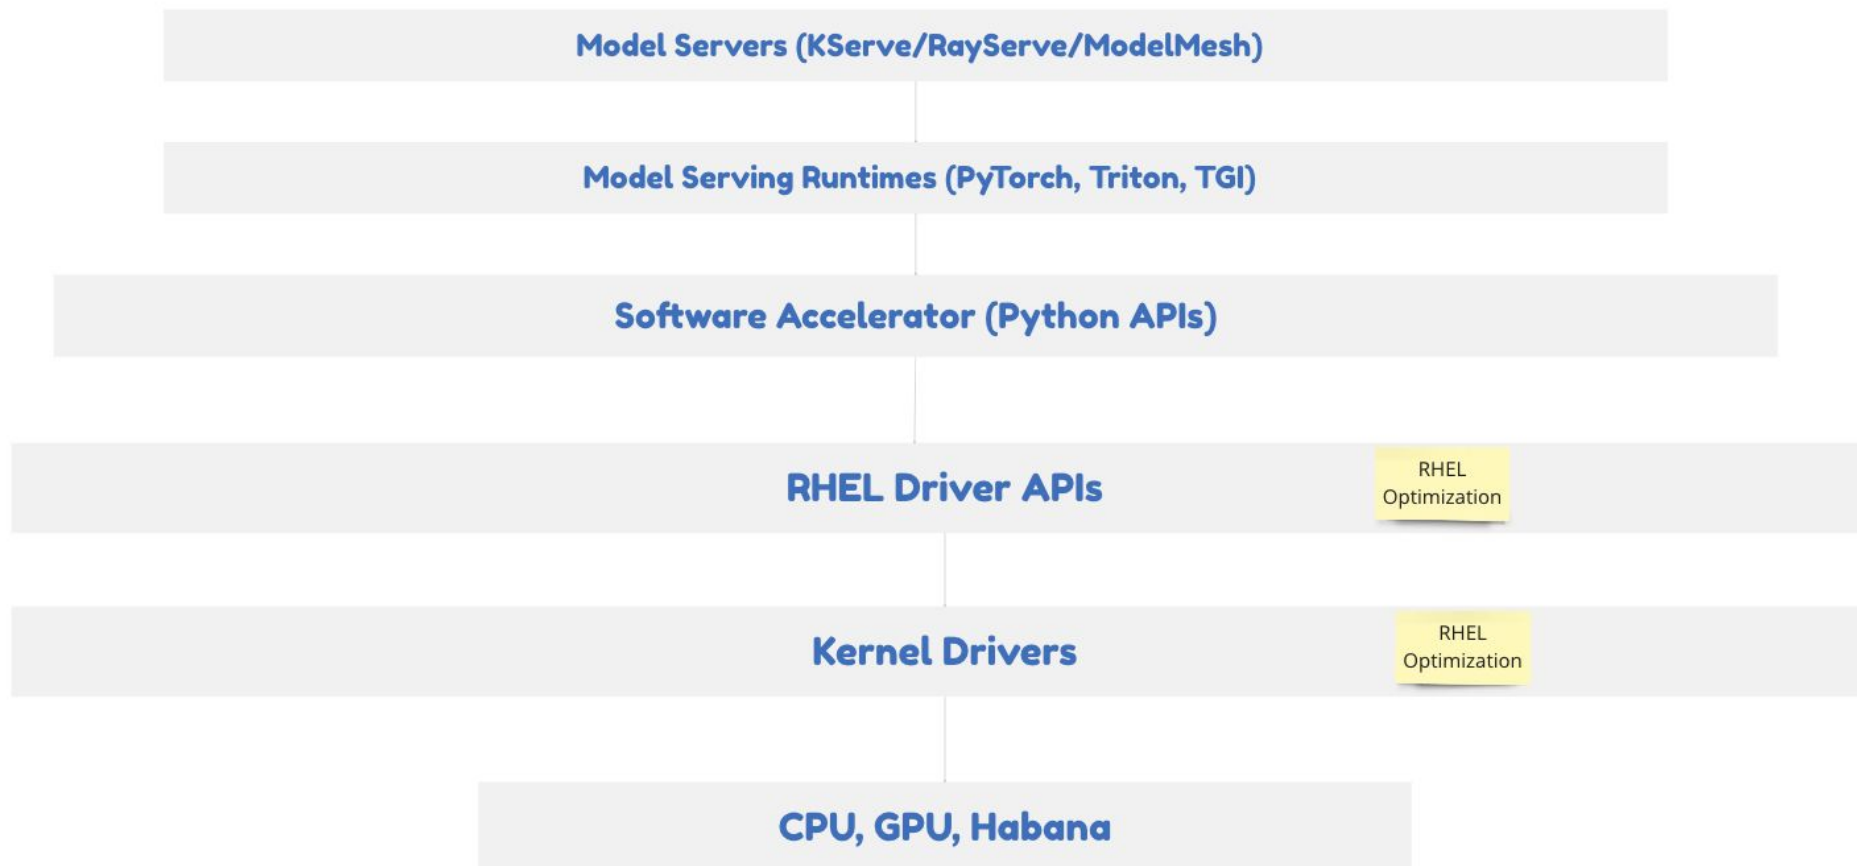 Model Servers (KServe/RayServe/ModelMesh)
Model Serving Runtimes (PyTorch, Triton, TGI)
Software Accelerator (Python APIs)
RHEL Driver APIs
RHEL
Optimization
Kernel Drivers
RHEL
Optimization
CPU, GPU, Habana